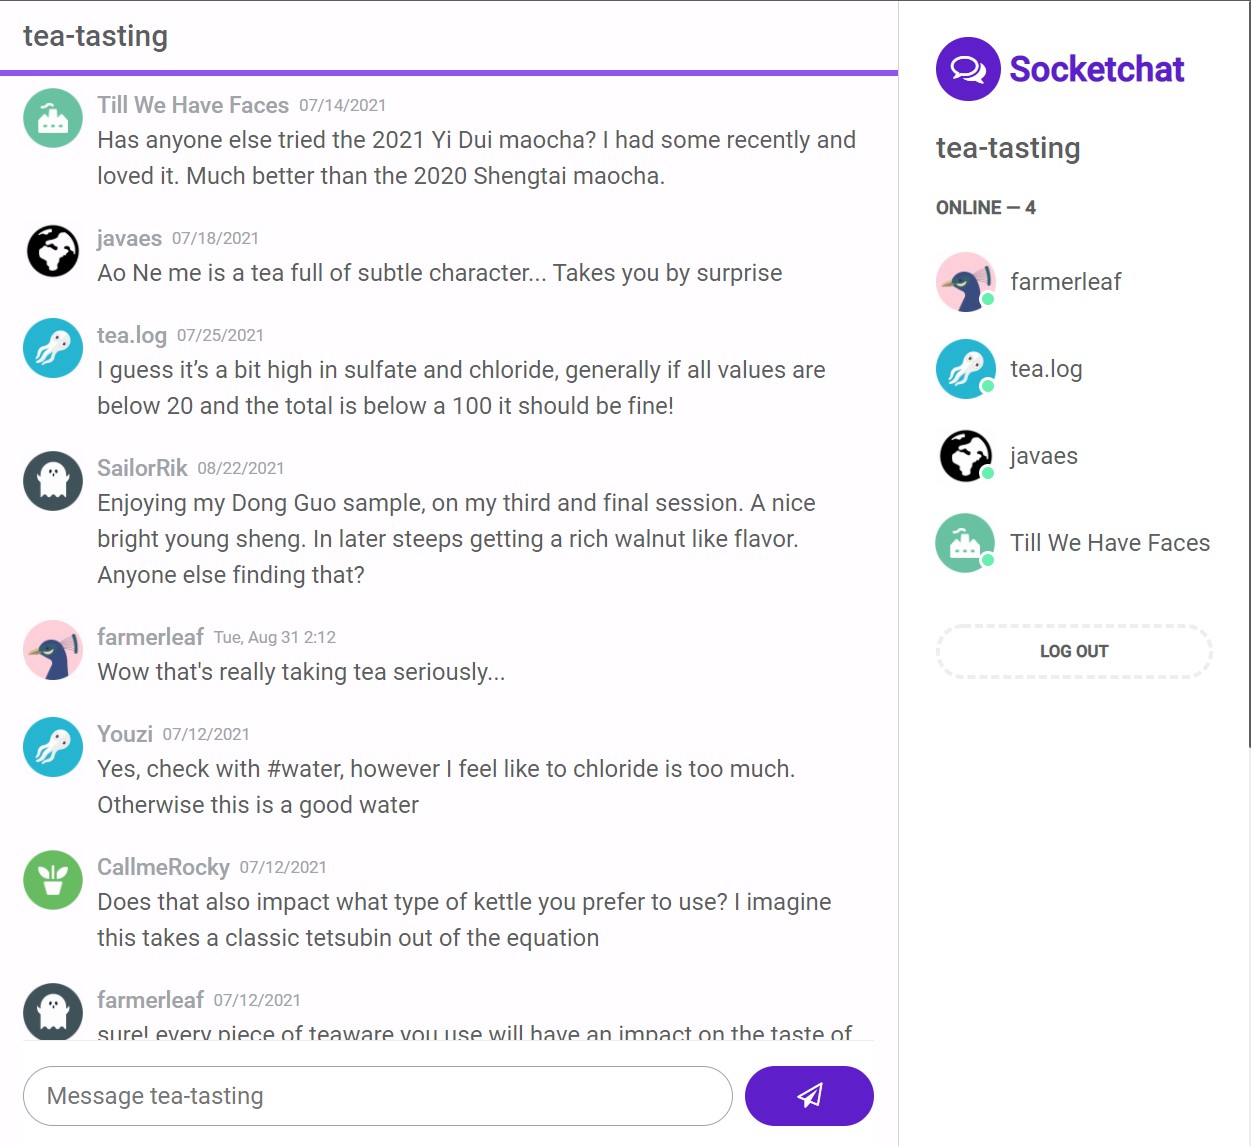 tea-tasting
Till We Have Faces 07/14/2021
Has anyone else tried the 2021 Yi Dui maocha? I had some recently and
loved it. Much better than the 2020 Shengtai maocha.
javaes 07/18/2021
Ao Ne me is a tea full of subtle character... Takes you by surprise
tea.log 07/25/2021
I guess it’s a bit high in sulfate and chloride, generally if all values are
below 20 and the total is below a 100 it should be fine!
SailorRik 08/22/2021
Enjoying my Dong Guo sample, on my third and final session. A nice
bright young sheng. In later steeps getting a rich walnut like flavor.
Anyone else finding that?
farmerleaf Tue, Aug 31 2:12
Wow that's really taking tea seriously...
Youzi 07/12/2021
Yes, check with #water, however I feel like to chloride is too much.
Otherwise this is a good water
CallmeRocky 07/12/2021
Does that also impact what type of kettle you prefer to use? I imagine
this takes a classic tetsubin out of the equation
farmerleaf 07/12/2021
sure! every piece of teaware you use will have an impact on the taste of
Message tea-tasting
Socketchat
tea-tasting
ONLINE — 4
farmerleaf
tea.log
javaes
Till We Have Faces
LOG OUT